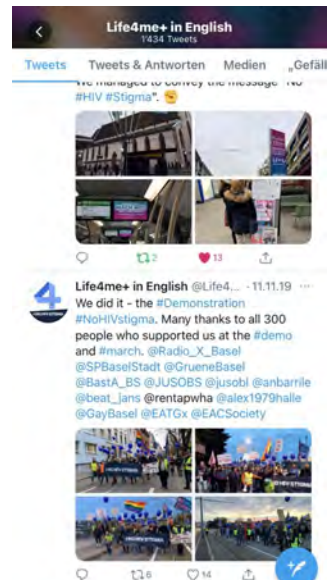 Life4me+ in English
1'434 Tweets
Tweets
Tweets & Antworten
Medien
„Gefäll
We managed to convey the message "No
#HIV #Stigma". ✊
2
13
Life4me+ in English @Life4... · 11.11.19 ···
We did it - the #Demonstration
#NoHIVstigma. Many thanks to all 300
people who supported us at the #demo
and #march. @Radio_X_Basel
@SPBaselStadt @GrueneBasel
@BastA_BS @JUSOBS @jusobl @anbarrile
@beat_jans @rentapwha @alex1979halle
@GayBasel @EATGx @EACSociety
6
14